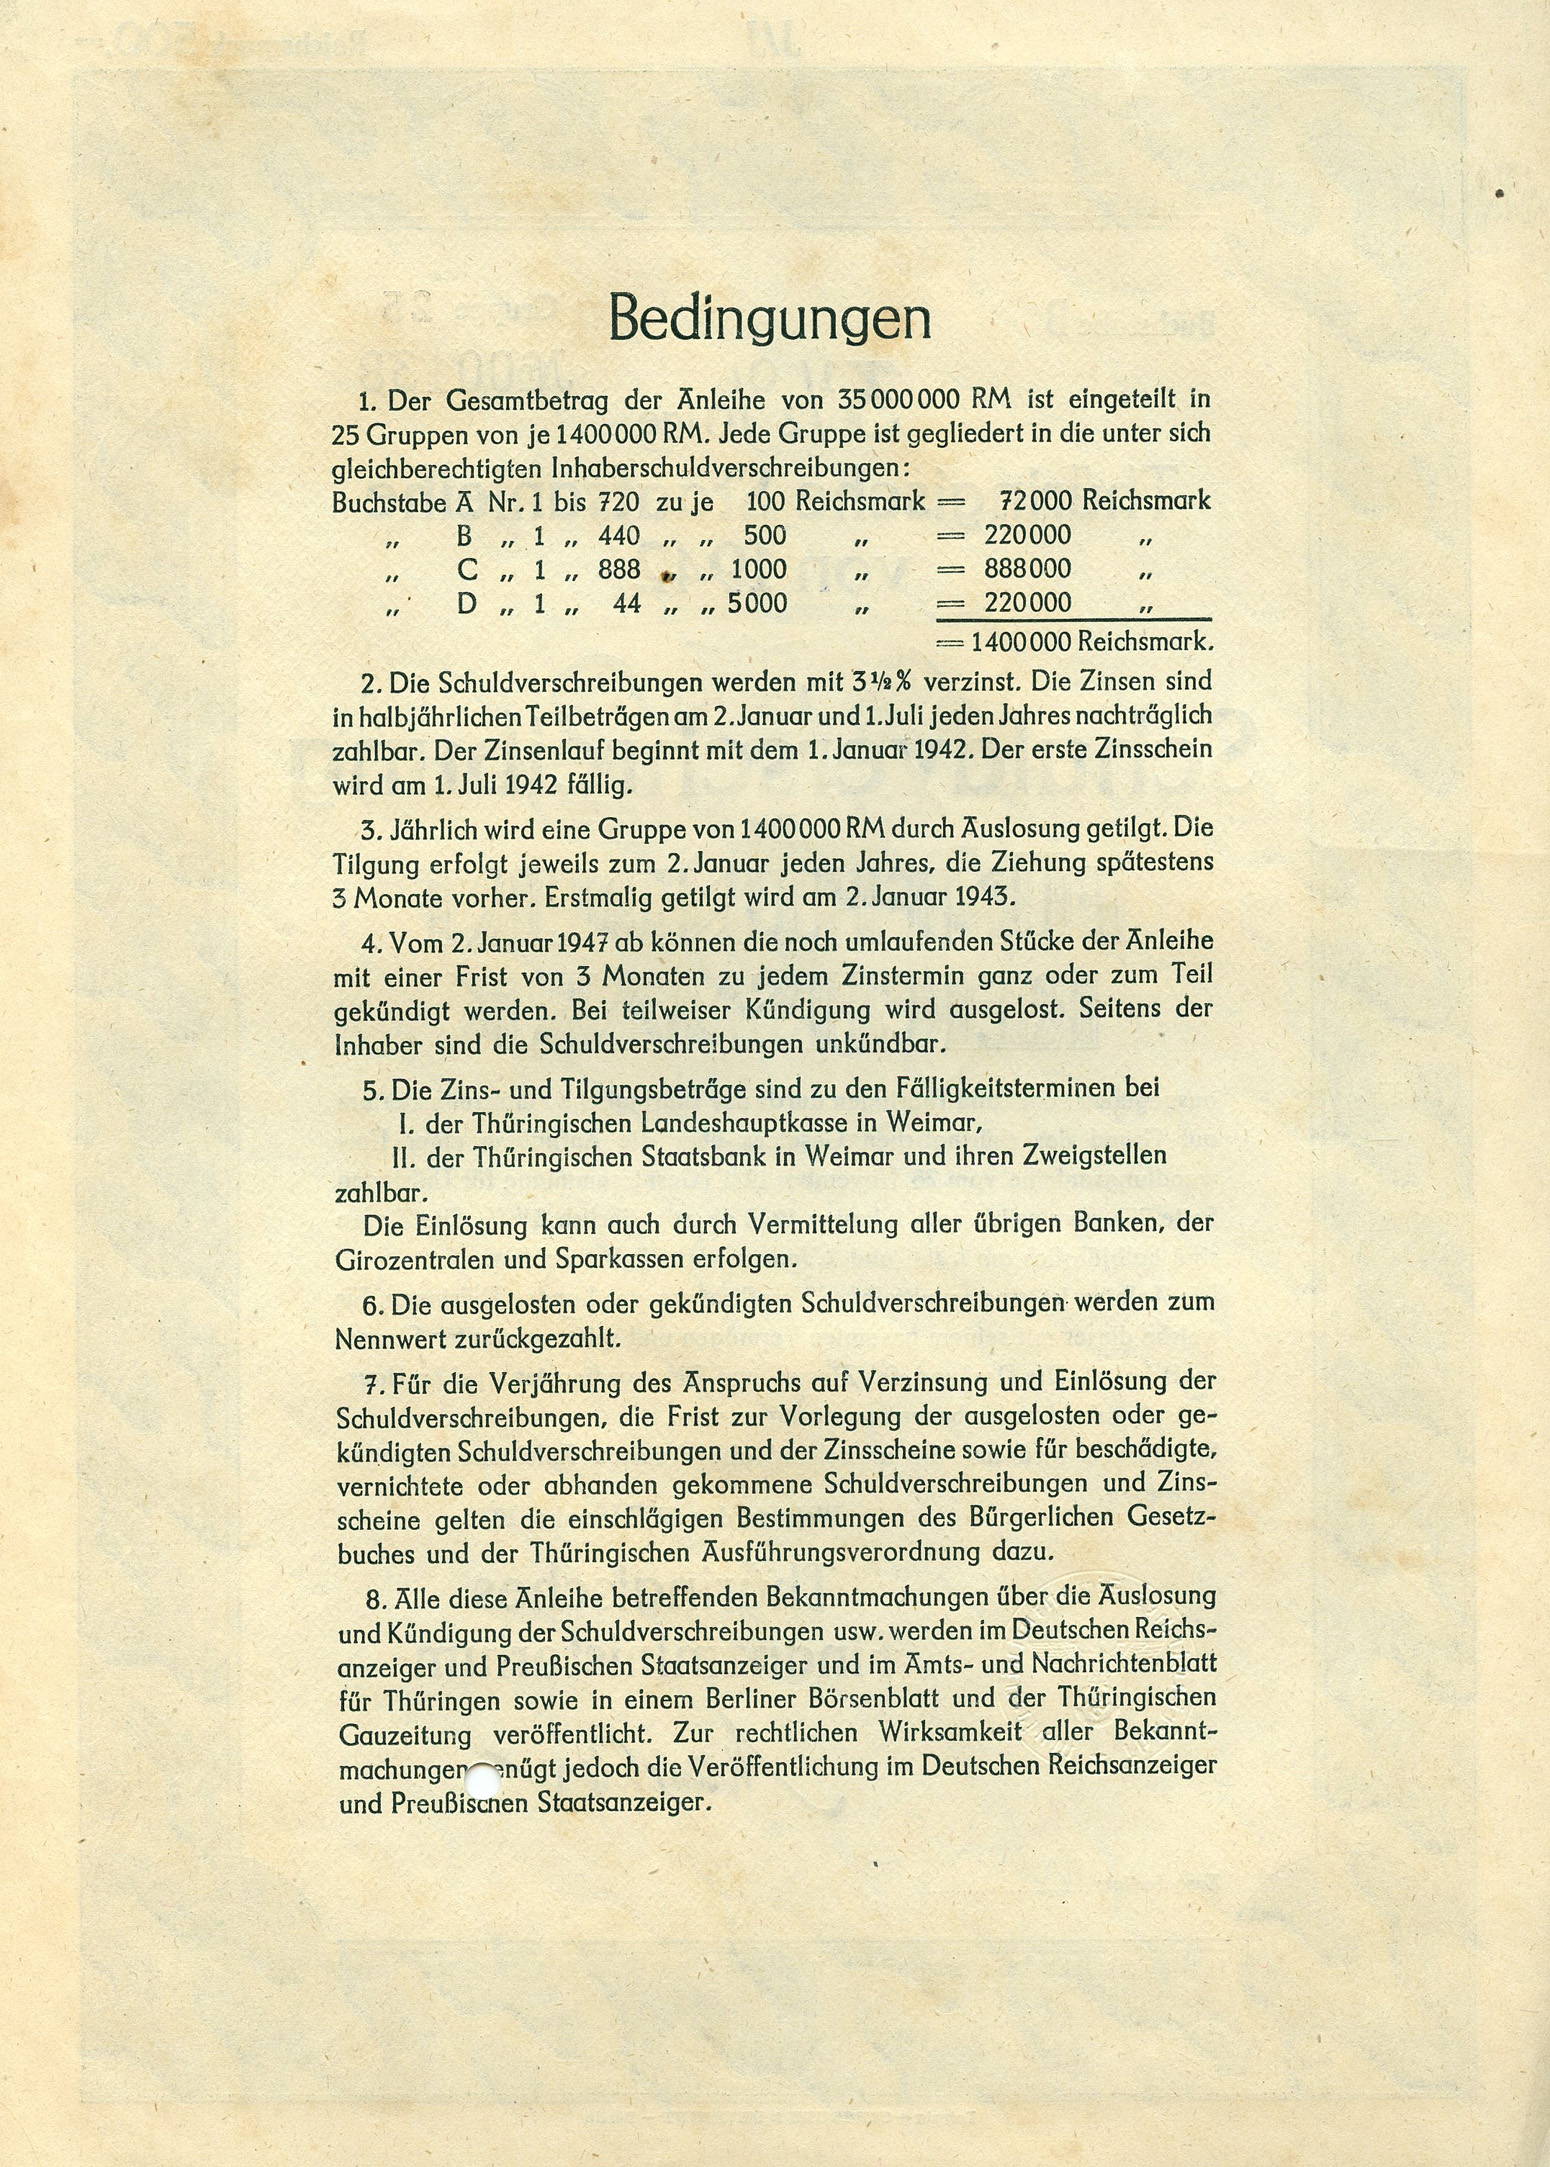 Bedingungen
1. Der Gesamtbetrag der Anleihe von 35000000 RM ist eingeteilt in
25 Gruppen von je 1400000 RM. Jede Gruppe ist gegliedert in die unter sich
gleichberechtigten Inhaberschuldverschreibungen:
Buchstabe A Nr. 1 bis 720 zu je 100 Reichsmark = 72000 Reichsmark
„ B „ 1 „ 440 „ „ 500 „ = 220000 „
„ C „ 1 „ 888 „ „ 1000 „ = 888000 „
„ D „ 1 „ 44 „ „ 5000 „ = 220000 „
= 1400000 Reichsmark.
2. Die Schuldverschreibungen werden mit 3½% verzinst. Die Zinsen sind
in halbjährlichen Teilbeträgen am 2. Januar und 1. Juli jeden Jahres nachträglich
zahlbar. Der Zinsenlauf beginnt mit dem 1. Januar 1942. Der erste Zinsschein
wird am 1. Juli 1942 fällig.
3. Jährlich wird eine Gruppe von 1400000 RM durch Auslosung getilgt. Die
Tilgung erfolgt jeweils zum 2. Januar jeden Jahres, die Ziehung spätestens
3 Monate vorher. Erstmalig getilgt wird am 2. Januar 1943.
4. Vom 2. Januar 1947 ab können die noch umlaufenden Stücke der Anleihe
mit einer Frist von 3 Monaten zu jedem Zinstermin ganz oder zum Teil
gekündigt werden. Bei teilweiser Kündigung wird ausgelost. Seitens der
Inhaber sind die Schuldverschreibungen unkündbar.
5. Die Zins- und Tilgungsbeträge sind zu den Fälligkeitsterminen bei
I. der Thüringischen Landeshauptkasse in Weimar,
II. der Thüringischen Staatsbank in Weimar und ihren Zweigstellen
zahlbar.
Die Einlösung kann auch durch Vermittelung aller übrigen Banken, der
Girozentralen und Sparkassen erfolgen.
6. Die ausgelosten oder gekündigten Schuldverschreibungen werden zum
Nennwert zurückgezahlt.
7. Für die Verjährung des Anspruchs auf Verzinsung und Einlösung der
Schuldverschreibungen, die Frist zur Vorlegung der ausgelosten oder ge-
kündigten Schuldverschreibungen und der Zinsscheine sowie für beschädigte,
vernichtete oder abhanden gekommene Schuldverschreibungen und Zins-
scheine gelten die einschlägigen Bestimmungen des Bürgerlichen Gesetz-
buches und der Thüringischen Ausführungsverordnung dazu.
8. Alle diese Anleihe betreffenden Bekanntmachungen über die Auslosung
und Kündigung der Schuldverschreibungen usw. werden im Deutschen Reichs-
anzeiger und Preußischen Staatsanzeiger und im Amts- und Nachrichtenblatt
für Thüringen sowie in einem Berliner Börsenblatt und der Thüringischen
Gauzeitung veröffentlicht. Zur rechtlichen Wirksamkeit aller Bekannt-
machungen genügt jedoch die Veröffentlichung im Deutschen Reichsanzeiger
und Preußischen Staatsanzeiger.